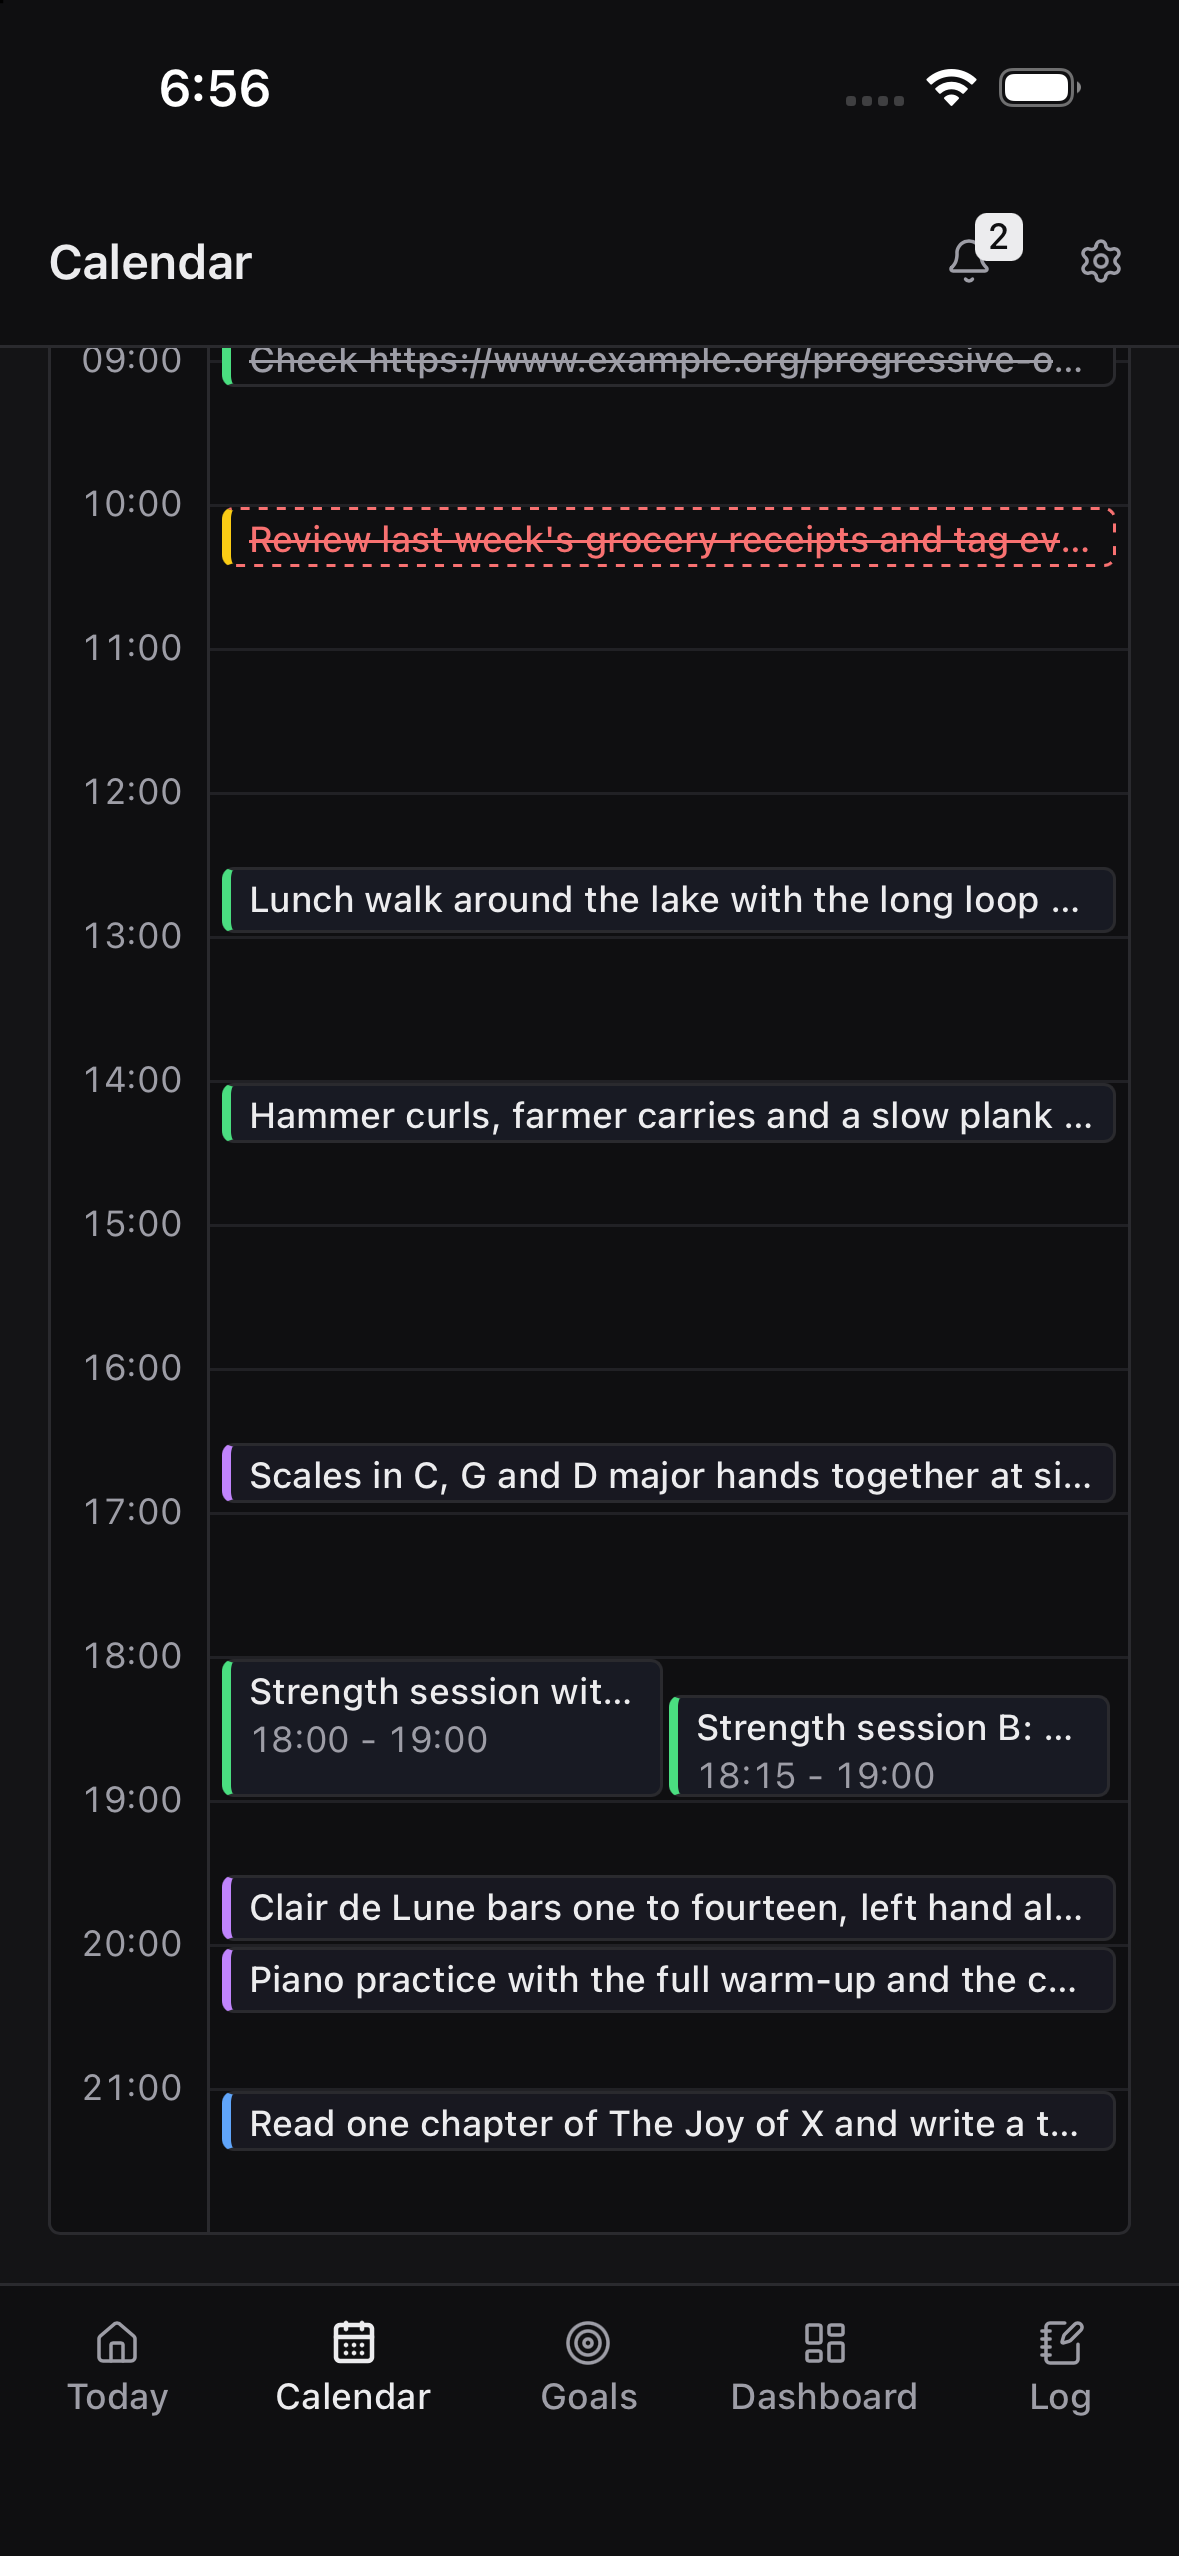 6:56
Calendar
2
09:00
Check https://www.example.org/progressive-o...
10:00
Review last week's grocery receipts and tag ev...
11:00
12:00
Lunch walk around the lake with the long loop ...
13:00
14:00
Hammer curls, farmer carries and a slow plank ...
15:00
16:00
Scales in C, G and D major hands together at si...
17:00
18:00
Strength session wit...
18:00 - 19:00
Strength session B: ...
18:15 - 19:00
19:00
Clair de Lune bars one to fourteen, left hand al...
20:00
Piano practice with the full warm-up and the c...
21:00
Read one chapter of The Joy of X and write a t...
Today
Calendar
Goals
Dashboard
Log